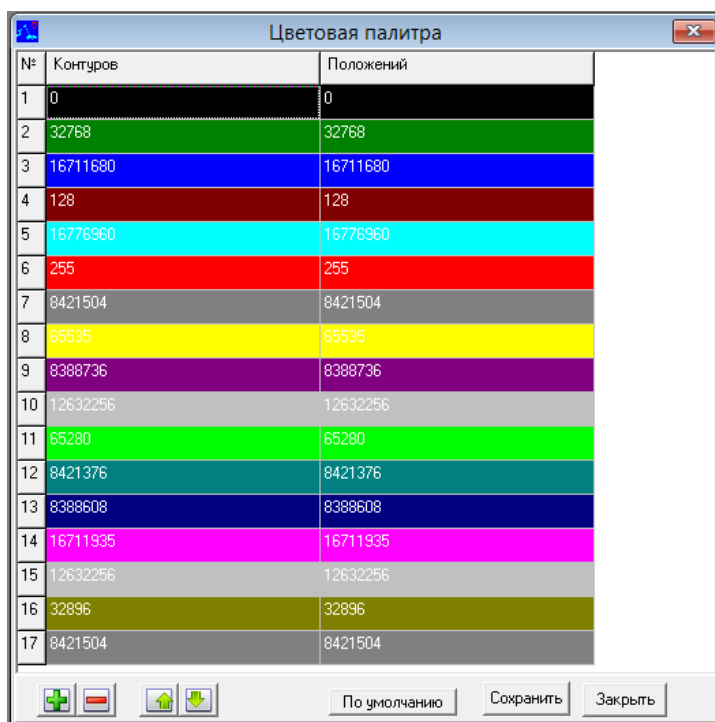 Цветовая палитра
№ Контуров Положений
1 0 0
2 32768 32768
3 16711680 16711680
4 128 128
5 16776960 16776960
6 255 255
7 8421504 8421504
8 65535 65535
9 8388736 8388736
10 12632256 12632256
11 65280 65280
12 8421376 8421376
13 8388608 8388608
14 16711935 16711935
15 12632256 12632256
16 32896 32896
17 8421504 8421504
По умолчанию Сохранить Закрыть